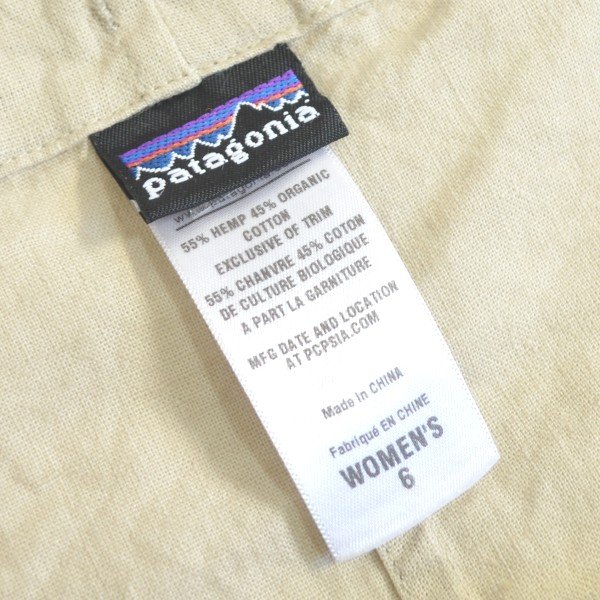 patagonia
55% HEMP 45% ORGANIC
COTTON
EXCLUSIVE OF TRIM
55% CHANVRE 45% COTON
DE CULTURE BIOLOGIQUE
A PART LA GARNITURE
MFG DATE AND LOCATION
AT PCPSIA.COM
Made in CHINA
Fabriqué EN CHINE
WOMEN'S
6